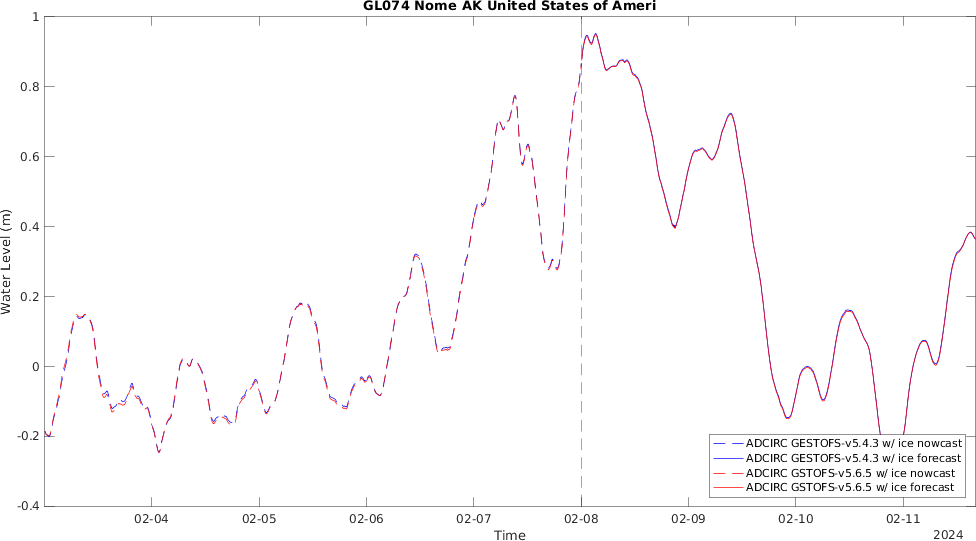 GL074 Nome AK United States of Ameri
1
0.8
0.6
0.4
0.2
0
-0.2
-0.4
Water Level (m)
ADCIRC GESTOFS-v5.4.3 w/ ice nowcast
ADCIRC GESTOFS-v5.4.3 w/ ice forecast
ADCIRC GSTOFS-v5.6.5 w/ ice nowcast
ADCIRC GSTOFS-v5.6.5 w/ ice forecast
02-04 02-05 02-06 02-07 02-08 02-09 02-10 02-11
Time
2024